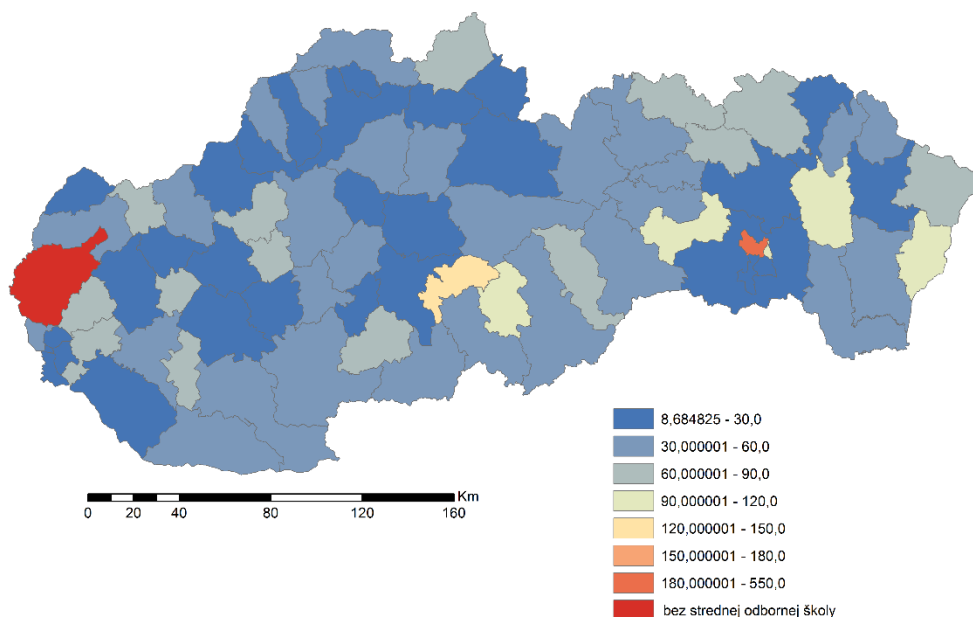 8,684825 - 30,0
30,000001 - 60,0
60,000001 - 90,0
90,000001 - 120,0
120,000001 - 150,0
150,000001 - 180,0
180,000001 - 550,0
bez strednej odbornej školy
Km
0 20 40 80 120 160